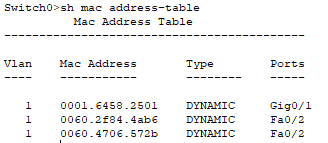 Switch0>sh mac address-table
Mac Address Table
-------------------------------------------
Vlan Mac Address Type Ports
---- ----------- -------- -----
1 0001.6458.2501 DYNAMIC Gig0/1
1 0060.2f84.4ab6 DYNAMIC Fa0/2
1 0060.4706.572b DYNAMIC Fa0/2